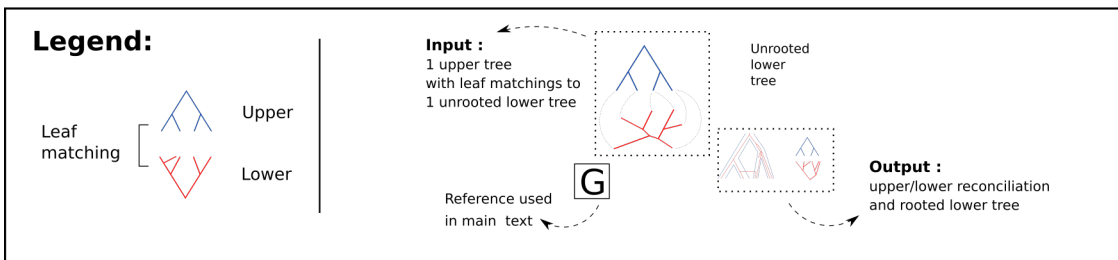 Legend:
Leaf
matching
Upper
Lower
Input :
1 upper tree
with leaf matchings to
1 unrooted lower tree
Unrooted
lower
tree
G
Reference used
in main text
Output :
upper/lower reconciliation
and rooted lower tree